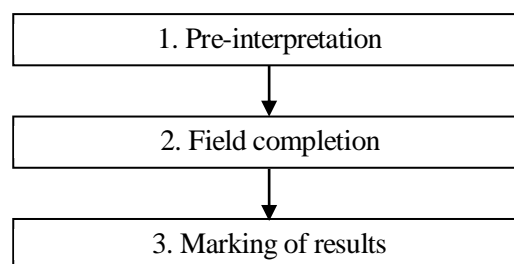 1. Pre-interpretation
2. Field completion
3. Marking of results